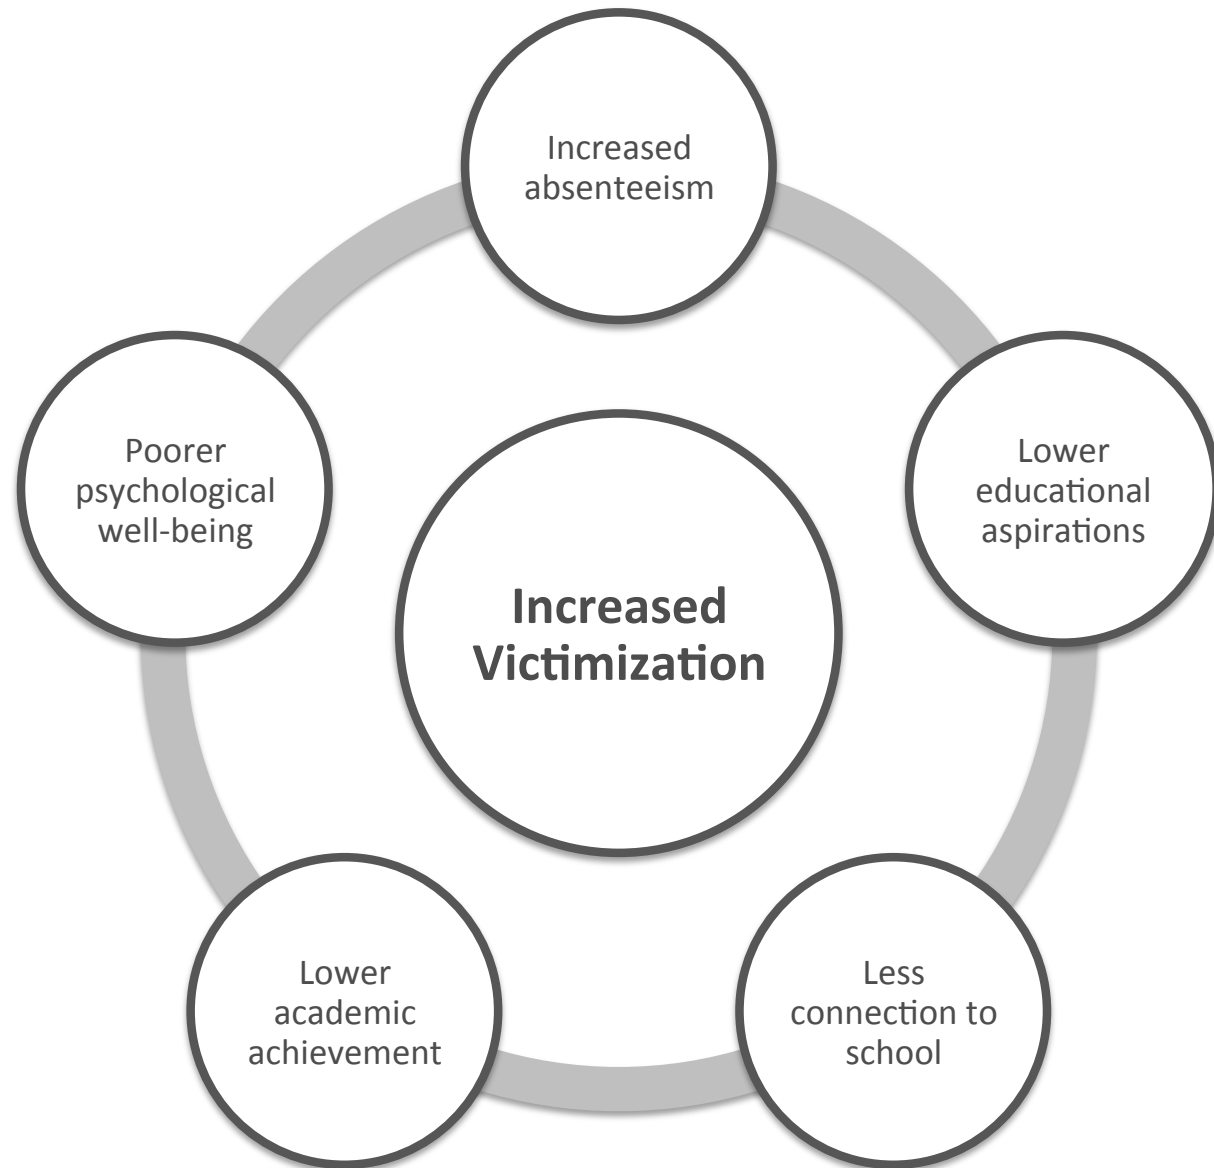 Increased
absenteeism
Lower
educational
aspirations
Less
connection to
school
Lower
academic
achievement
Poorer
psychological
well-being
Increased
Victimization